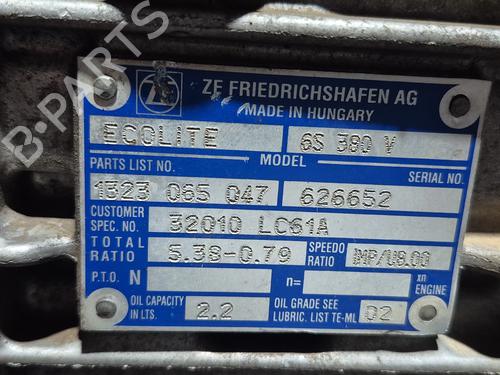 B-PARTS
ZF
ZF FRIEDRICHSHAFEN AG
MADE IN HUNGARY
ECOLITE 6S 380 V
MODEL
PARTS LIST NO. SERIAL NO.
1323 065 047 626652
CUSTOMER SPEC. NO. 32010 LC61A
TOTAL RATIO 5.38-0.79 SPEEDO RATIO IMP/U8.00
P.T.O. N n= xn ENGINE
OIL CAPACITY IN LTS. 2.2 OIL GRADE SEE LUBRIC. LIST TE-ML 02